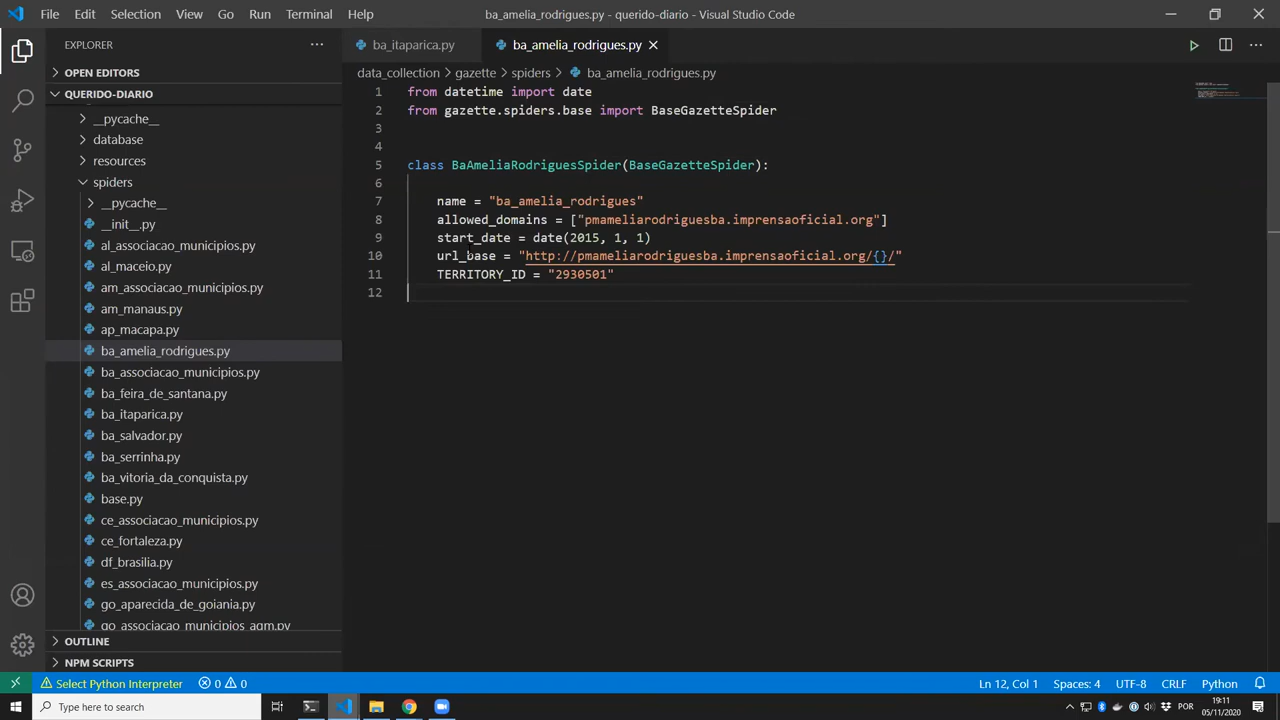 File Edit Selection View Go Run Terminal Help
ba_amelia_rodrigues.py - querido-diario - Visual Studio Code
EXPLORER
OPEN EDITORS
QUERIDO-DIARIO
__pycache__
database
resources
spiders
__pycache__
__init__.py
al_associacao_municipios.py
al_maceio.py
am_associacao_municipios.py
am_manaus.py
ap_macapa.py
ba_amelia_rodrigues.py
ba_associacao_municipios.py
ba_feira_de_santana.py
ba_itaparica.py
ba_salvador.py
ba_serrinha.py
ba_vitoria_da_conquista.py
base.py
ce_associacao_municipios.py
ce_fortaleza.py
df_brasilia.py
es_associacao_municipios.py
go_aparecida_de_goiania.py
go_associacao_municipios_agm.py
OUTLINE
NPM SCRIPTS
ba_itaparica.py ba_amelia_rodrigues.py
data_collection > gazette > spiders > ba_amelia_rodrigues.py
1 from datetime import date
2 from gazette.spiders.base import BaseGazetteSpider
3
4
5 class BaAmeliaRodriguesSpider(BaseGazetteSpider):
6
7 name = "ba_amelia_rodrigues"
8 allowed_domains = ["pmameliarodriguesba.imprensaoficial.org"]
9 start_date = date(2015, 1, 1)
10 url_base = "http://pmameliarodriguesba.imprensaoficial.org/{}/"
11 TERRITORY_ID = "2930501"
12
Select Python Interpreter 0 0 Ln 12, Col 1 Spaces: 4 UTF-8 CRLF Python
Type here to search
POR
19:11
05/11/2020